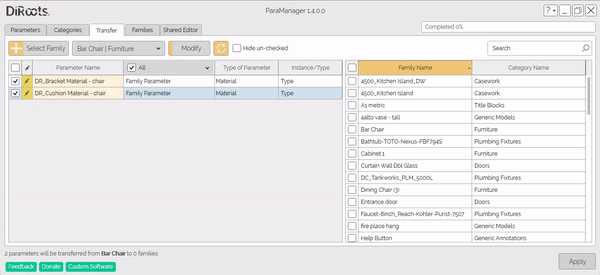 DiRoots
ParaManager 1.4.0.0
Parameters Categories Transfer Families Shared Editor
Completed 0%
Select Family Bar Chair | Furniture Modify Hide un-checked Search
Parameter Name All Type of Parameter Instance/Type
DR_Bracket Material - chair Family Parameter Material Type
DR_Cushion Material - chair Family Parameter Material Type
Family Name Category Name
4500_Kitchen Island_DW Casework
4500_Kitchen Island Casework
A1 metric Title Blocks
aalto vase - tall Generic Models
Bar Chair Furniture
Bathtub-TOTO-Nexus-FBF794S Plumbing Fixtures
Cabinet 1 Furniture
Curtain Wall Dbl Glass Doors
DC_Tankworks_PLM_5000L Plumbing Fixtures
Dining Chair (3) Furniture
Entrance door Doors
Faucet-8inch_Reach-Kohler-Purist-7507 Plumbing Fixtures
fire place hang Generic Models
Help Button Generic Annotations
2 parameters will be transferred from Bar Chair to 0 families
Feedback Donate Custom Software
Apply